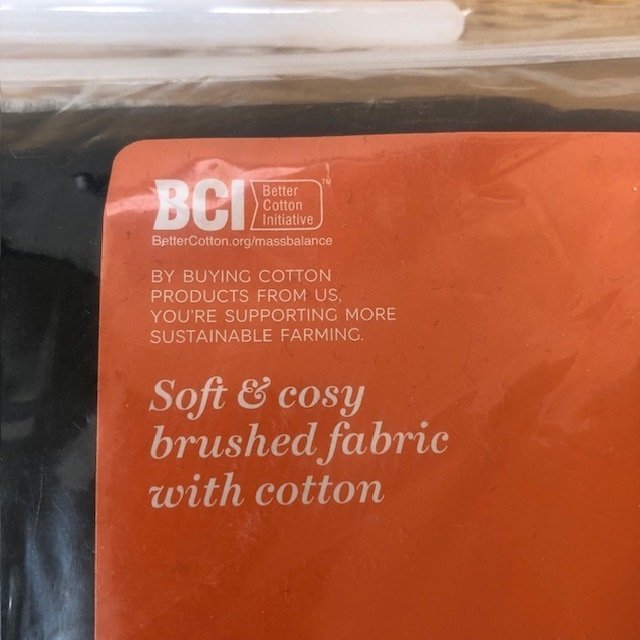 BCI Better
Cotton
Initiative™
BetterCotton.org/massbalance
BY BUYING COTTON
PRODUCTS FROM US,
YOU'RE SUPPORTING MORE
SUSTAINABLE FARMING.
Soft & cosy
brushed fabric
with cotton